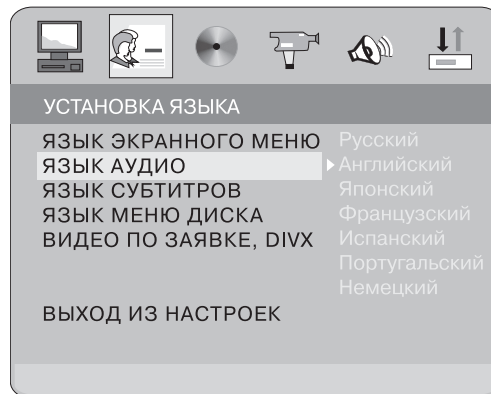 УСТАНОВКА ЯЗЫКА
ЯЗЫК ЭКРАННОГО МЕНЮ Русский
ЯЗЫК АУДИО Английский
ЯЗЫК СУБТИТРОВ Японский
ЯЗЫК МЕНЮ ДИСКА Французский
ВИДЕО ПО ЗАЯВКЕ, DIVX Испанский
Португальский
Немецкий
ВЫХОД ИЗ НАСТРОЕК